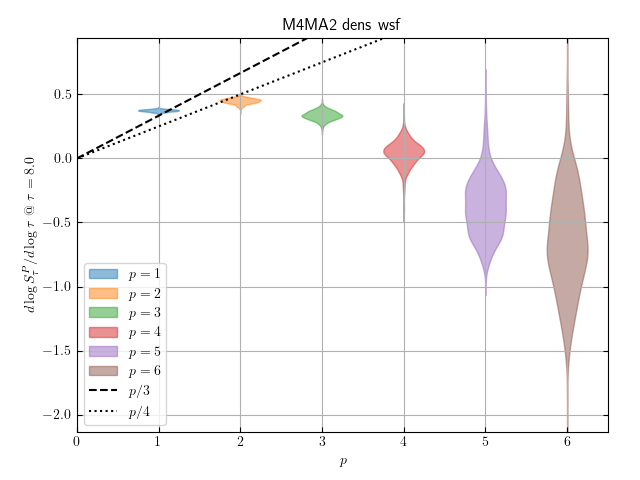 M4MA2 dens wsf
d log S_τ^P / d log τ @ τ = 8.0
0.5
0.0
−0.5
−1.0
−1.5
−2.0
p = 1
p = 2
p = 3
p = 4
p = 5
p = 6
p/3
p/4
0 1 2 3 4 5 6
p